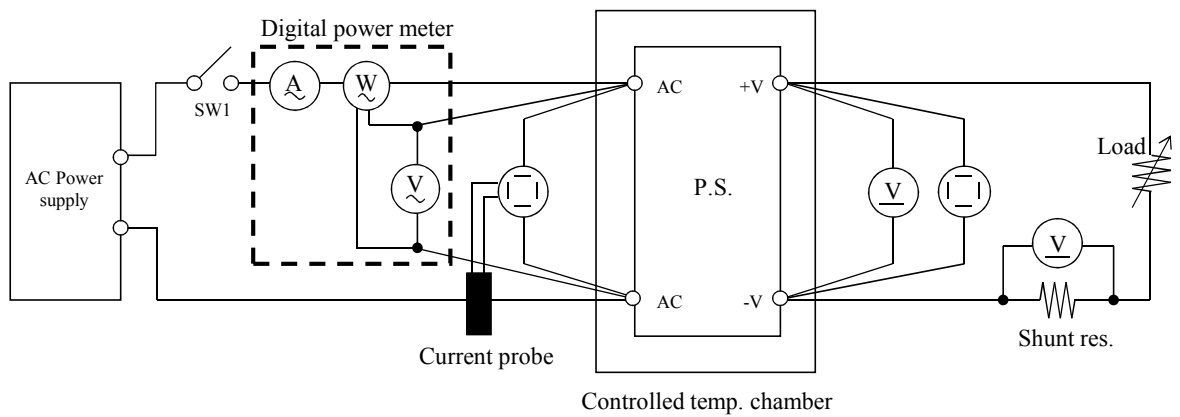 Digital power meter
SW1
A
W
V
AC Power
supply
AC
+V
P.S.
AC
-V
V
Load
V
Shunt res.
Current probe
Controlled temp. chamber